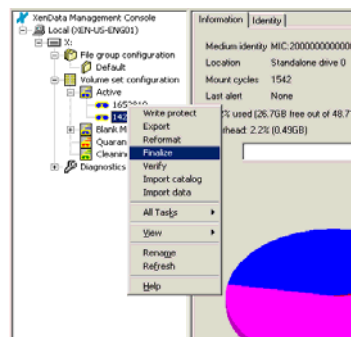 XenData Management Console
Local (XEN-US-ENG01)
X:
File group configuration
Default
Volume set configuration
Active
Blank M
Quaran
Cleanin
Diagnostics
Write protect
Export
Reformat
Finalize
Verify
Import catalog
Import data
All Tasks
View
Rename
Refresh
Help
Information
Identity
Medium identity MIC:2000000000000
Location Standalone drive 0
Mount cycles 1542
Last alert None
% used (26.7GB free out of 48.7
rhead: 2.2% (0.49GB)